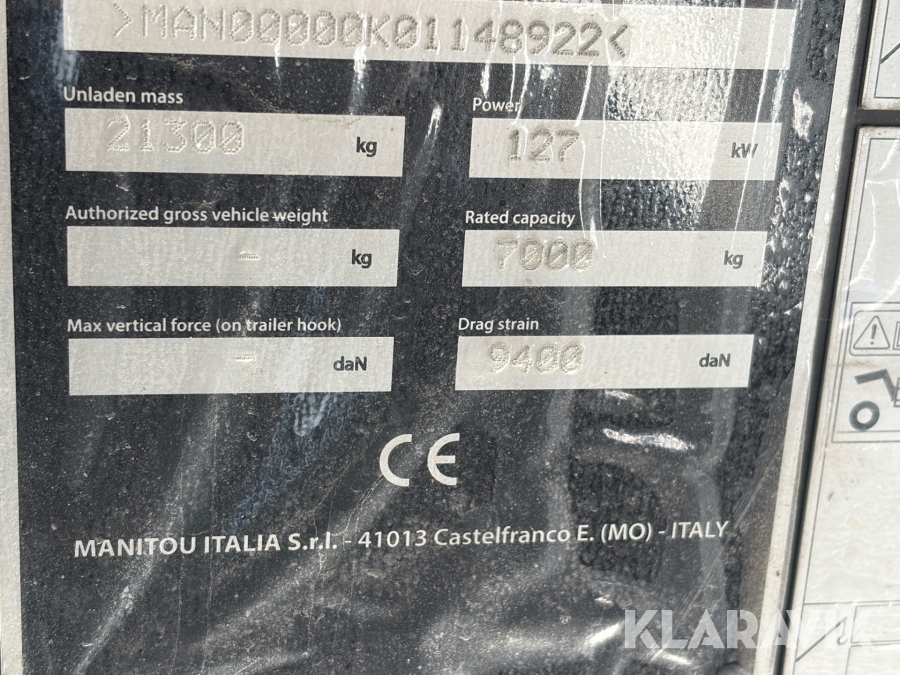 >MAN00000K01148922<
Unladen mass
21300 kg
Power
127 kW
Authorized gross vehicle weight
- kg
Rated capacity
7000 kg
Max vertical force (on trailer hook)
- daN
Drag strain
9400 daN
CE
MANITOU ITALIA S.r.l. - 41013 Castelfranco E. (MO) - ITALY
KLARAVIK